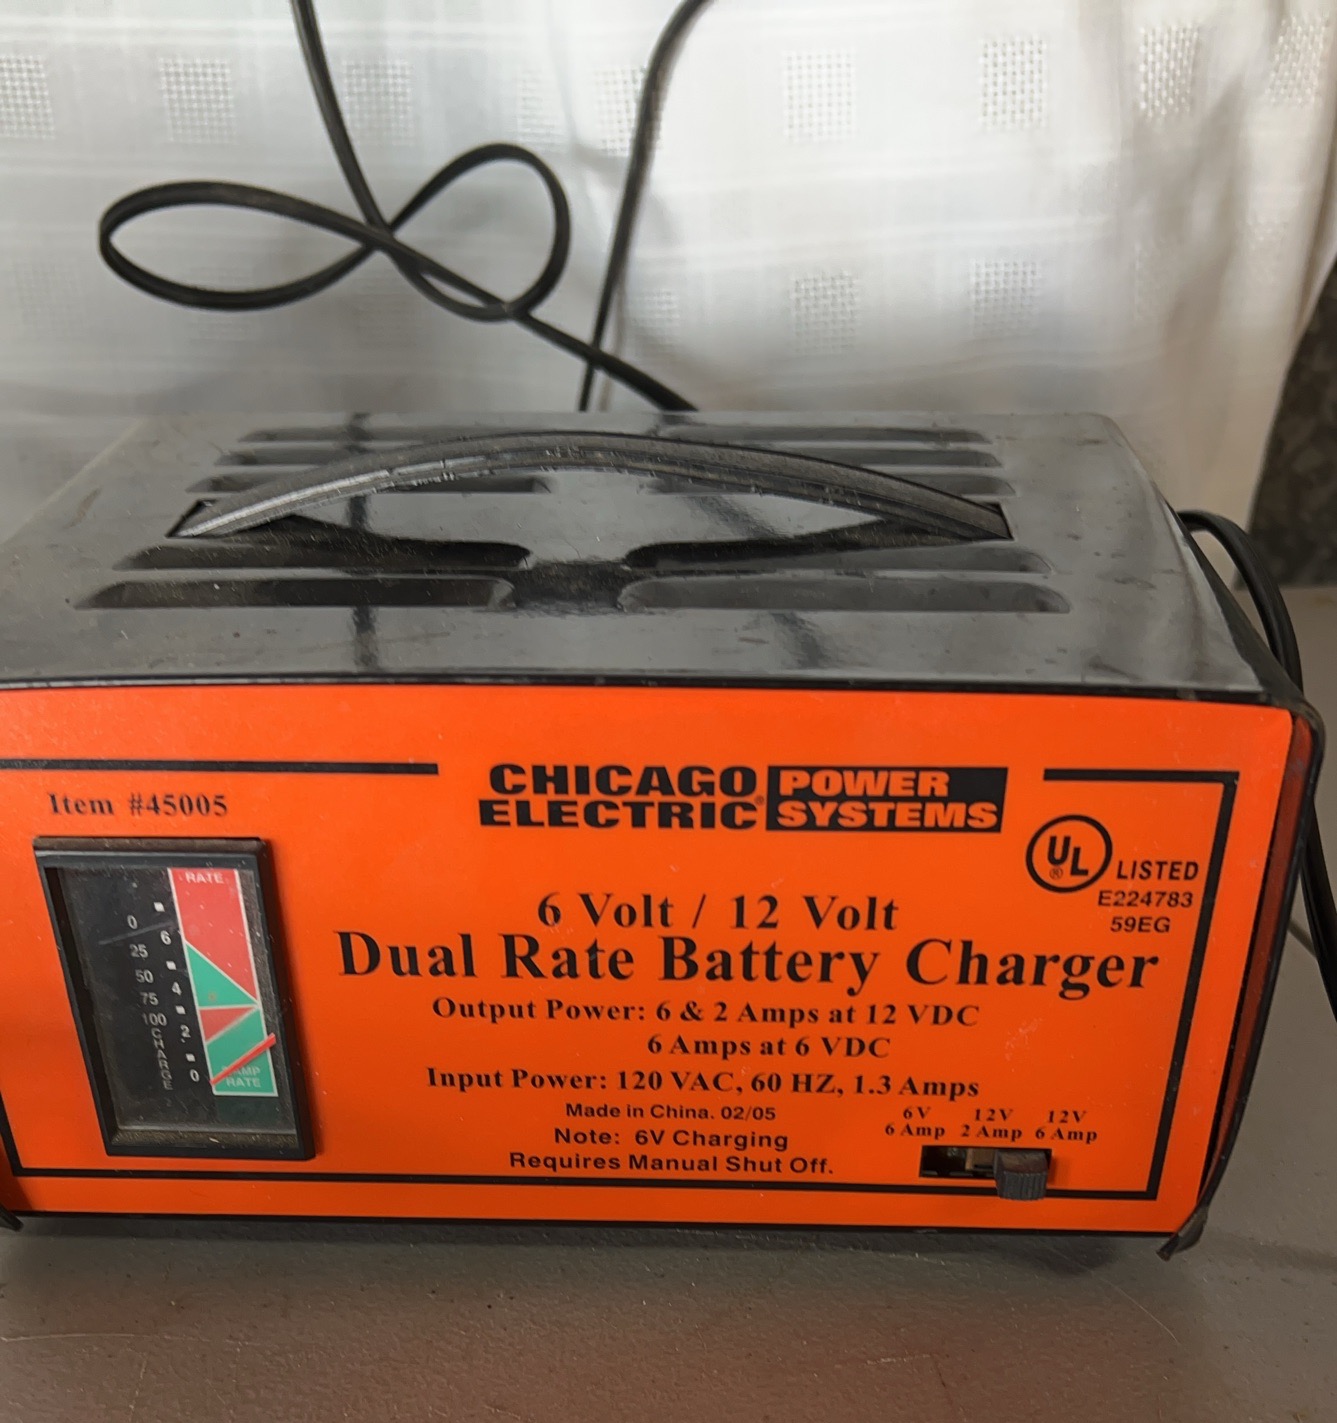 Item #45005
CHICAGO
ELECTRIC®
POWER
SYSTEMS
UL®
LISTED
E224783
59EG
RATE
0
25
50
75
100
CHARGE
6
4
2
0
AMP
RATE
6 Volt / 12 Volt
Dual Rate Battery Charger
Output Power: 6 & 2 Amps at 12 VDC
6 Amps at 6 VDC
Input Power: 120 VAC, 60 HZ, 1.3 Amps
Made in China. 02/05
Note: 6V Charging
Requires Manual Shut Off.
6V 12V 12V
6 Amp 2 Amp 6 Amp